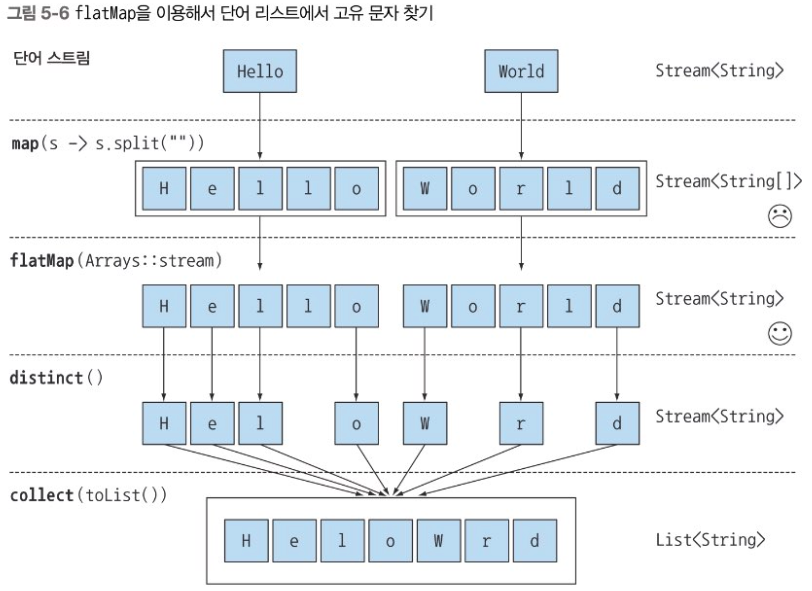 그림 5-6 flatMap을 이용해서 단어 리스트에서 고유 문자 찾기
단어 스트림
Hello World Stream<String>
map(s -> s.split(""))
H e l l o W o r l d Stream<String[]>
flatMap(Arrays::stream)
H e l l o W o r l d Stream<String>
distinct()
H e l o W r d Stream<String>
collect(toList())
H e l o W r d List<String>